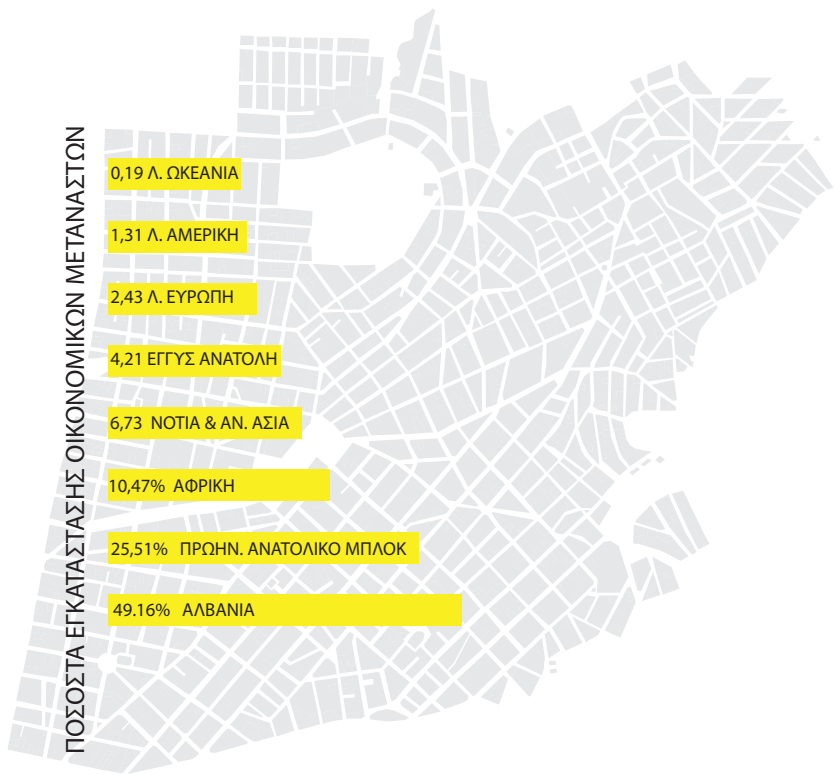 ΠΟΣΟΣΤΑ ΕΓΚΑΤΑΣΤΑΣΗΣ ΟΙΚΟΝΟΜΙΚΩΝ ΜΕΤΑΝΑΣΤΩΝ
0,19 Λ. ΩΚΕΑΝΙΑ
1,31 Λ. ΑΜΕΡΙΚΗ
2,43 Λ. ΕΥΡΩΠΗ
4,21 ΕΓΓΥΣ ΑΝΑΤΟΛΗ
6,73 ΝΟΤΙΑ & ΑΝ. ΑΣΙΑ
10,47% ΑΦΡΙΚΗ
25,51% ΠΡΩΗΝ. ΑΝΑΤΟΛΙΚΟ ΜΠΛΟΚ
49.16% ΑΛΒΑΝΙΑ